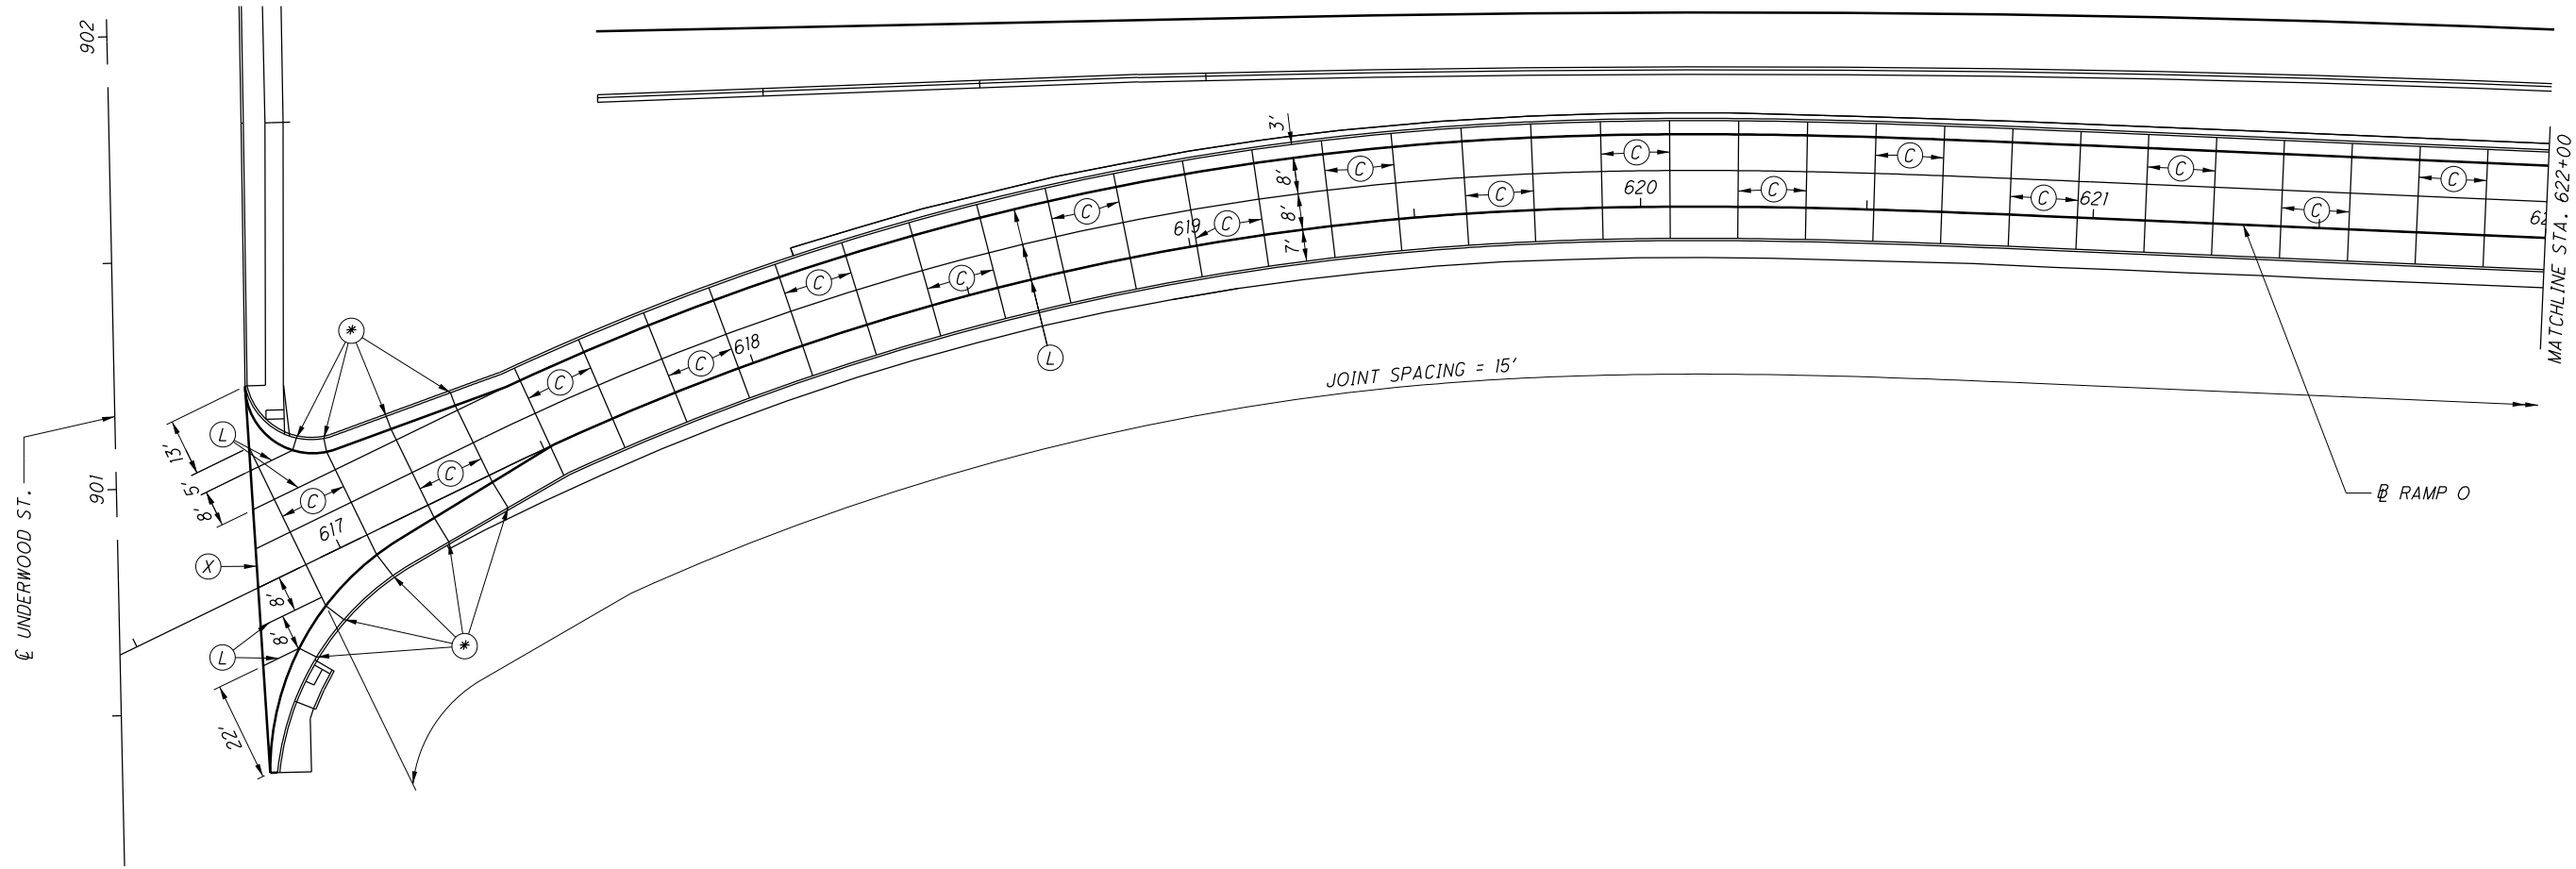 902
901
℄ UNDERWOOD ST.
13'
5'
8'
L
C
C
617
X
8'
8'
L
22'
*
*
C
C
618
C
C
L
C
619
C
3'
8'
8'
7'
C
C
C
620
C
C
C
621
C
C
C
JOINT SPACING = 15'
RAMP O
MATCHLINE STA. 622+00